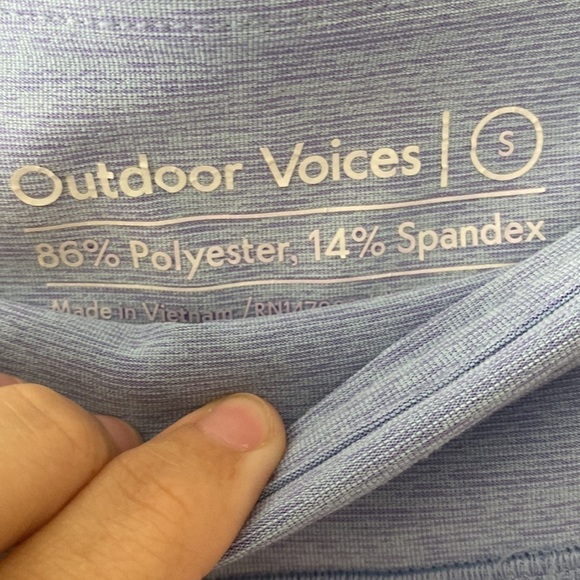 Outdoor Voices | S
86% Polyester, 14% Spandex
Made in Vietnam /